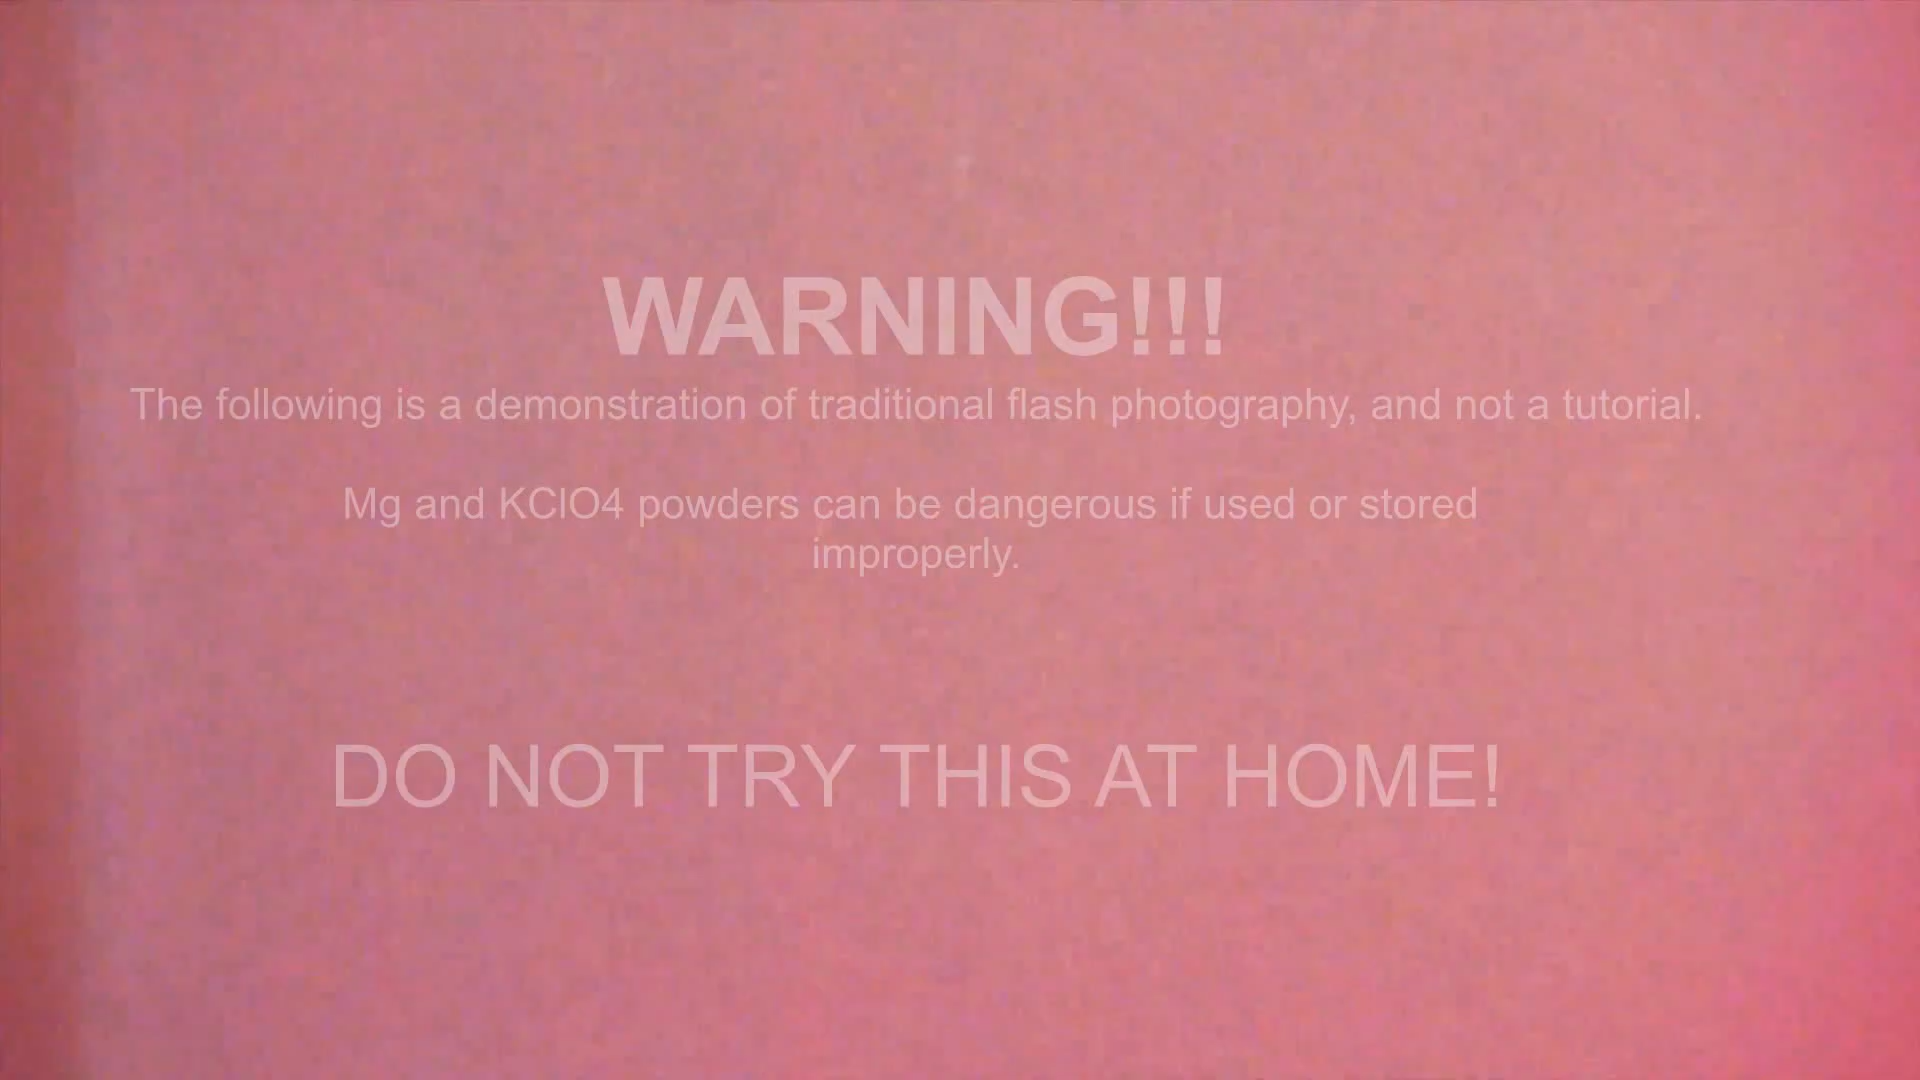 WARNING!!!
The following is a demonstration of traditional flash photography, and not a tutorial.
Mg and KClO4 powders can be dangerous if used or stored
improperly.
DO NOT TRY THIS AT HOME!